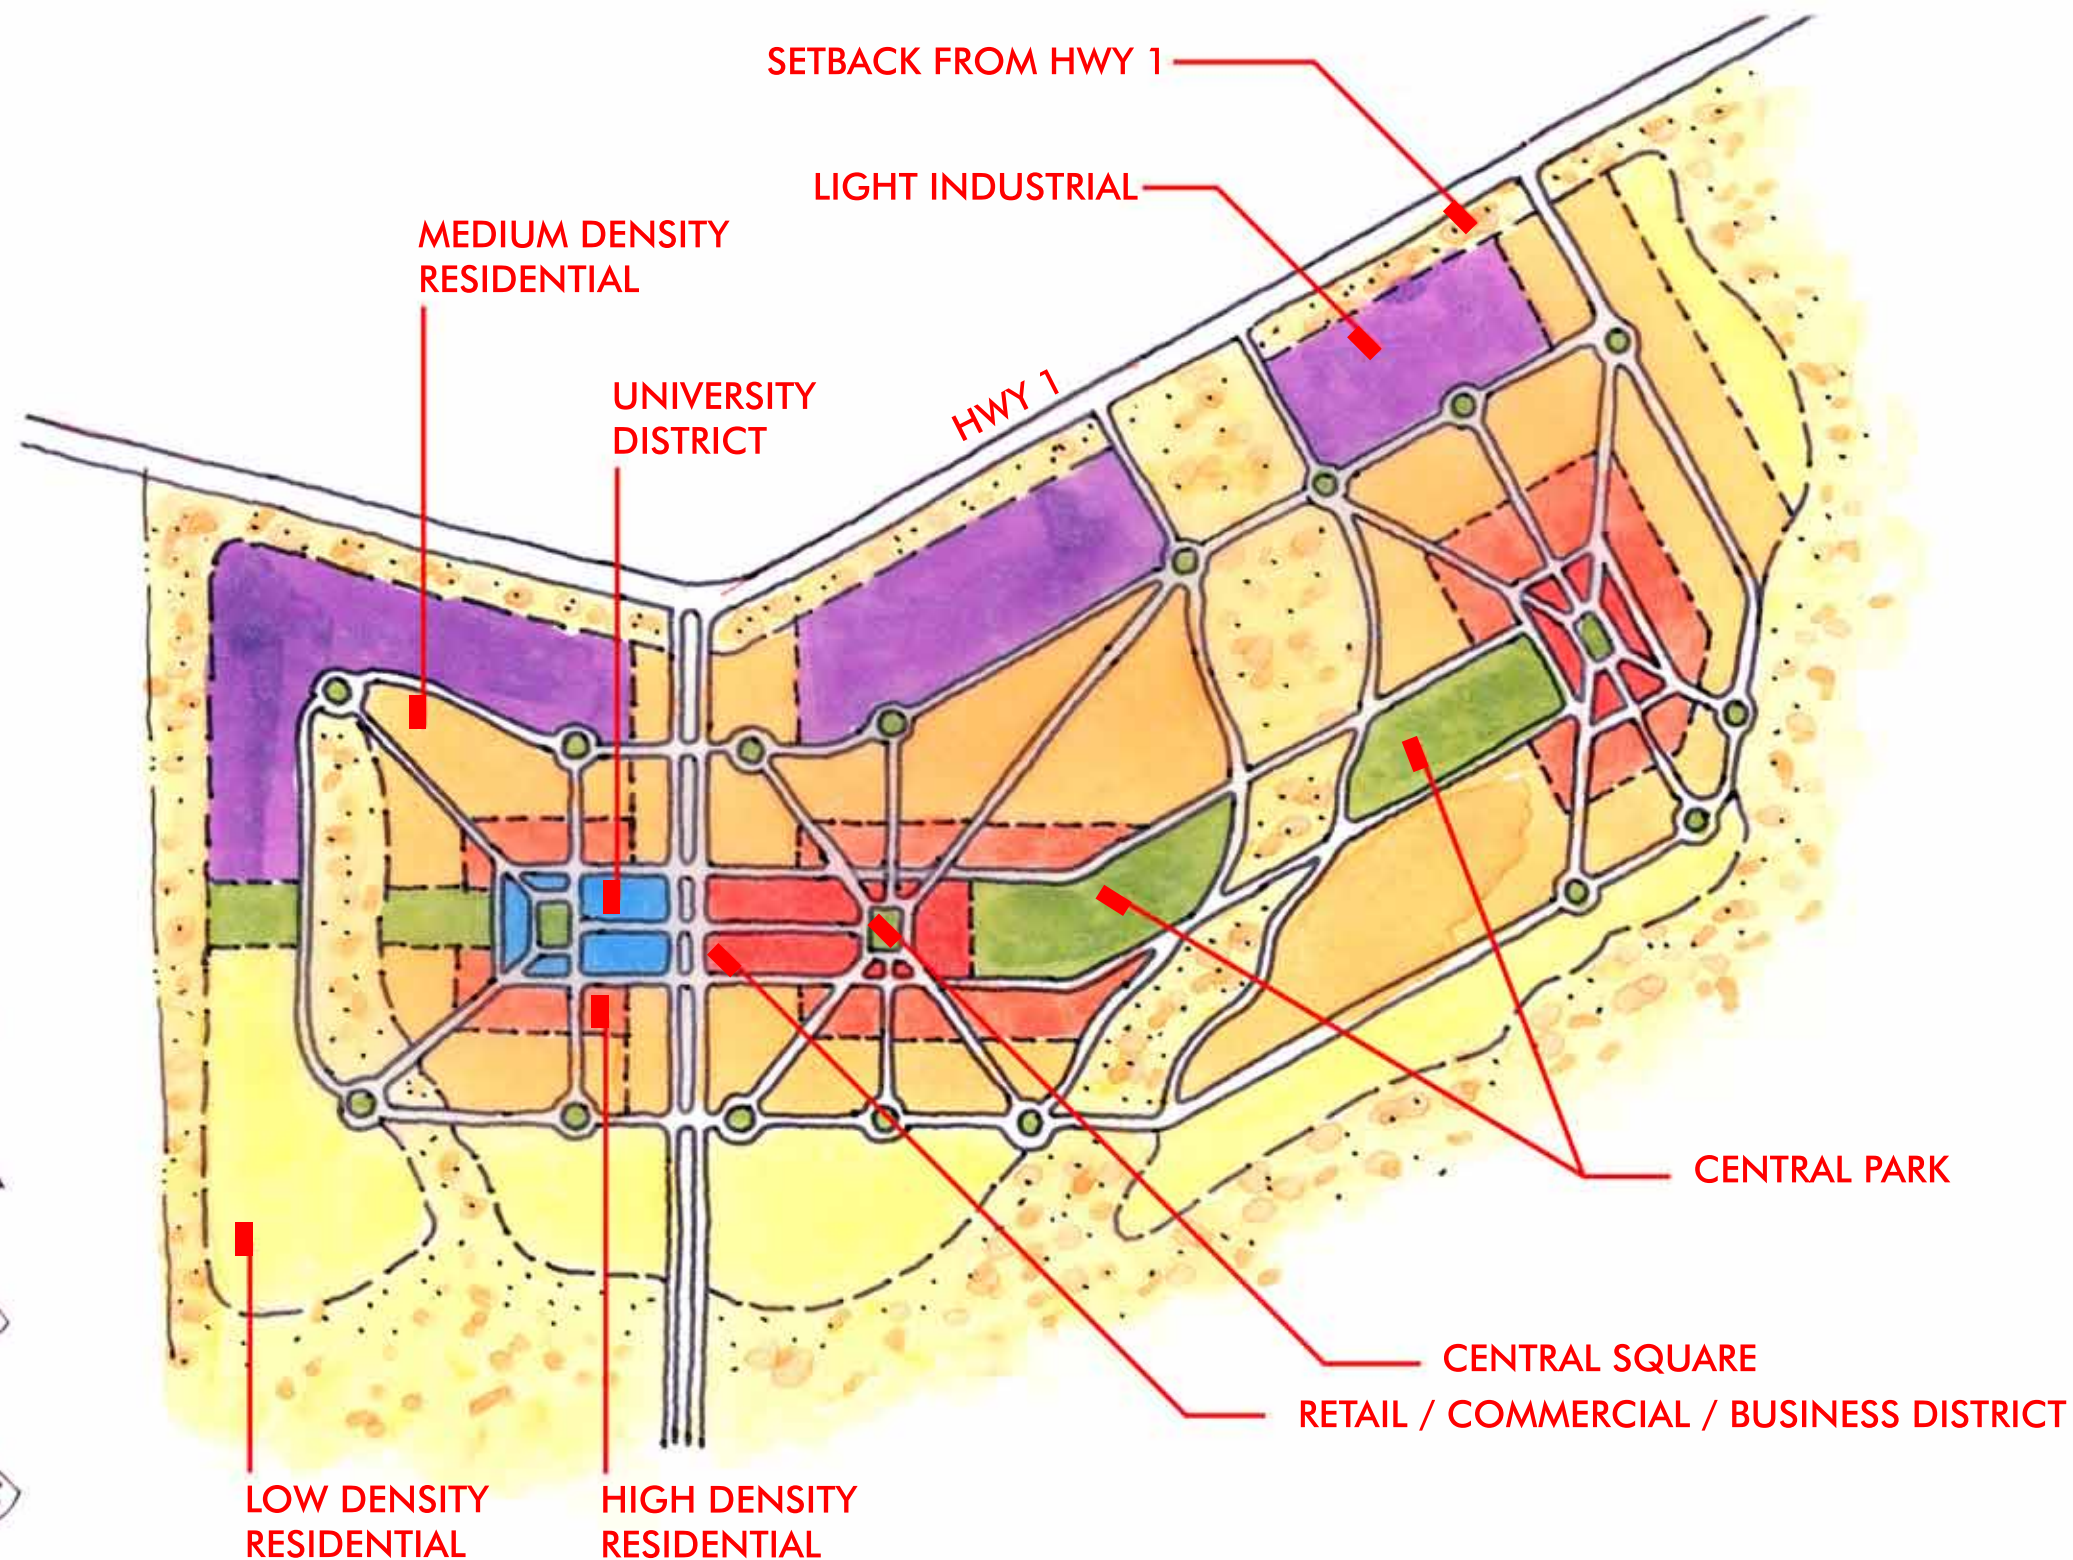 SETBACK FROM HWY 1
LIGHT INDUSTRIAL
MEDIUM DENSITY
RESIDENTIAL
UNIVERSITY
DISTRICT
HWY 1
CENTRAL PARK
CENTRAL SQUARE
RETAIL / COMMERCIAL / BUSINESS DISTRICT
LOW DENSITY
RESIDENTIAL
HIGH DENSITY
RESIDENTIAL